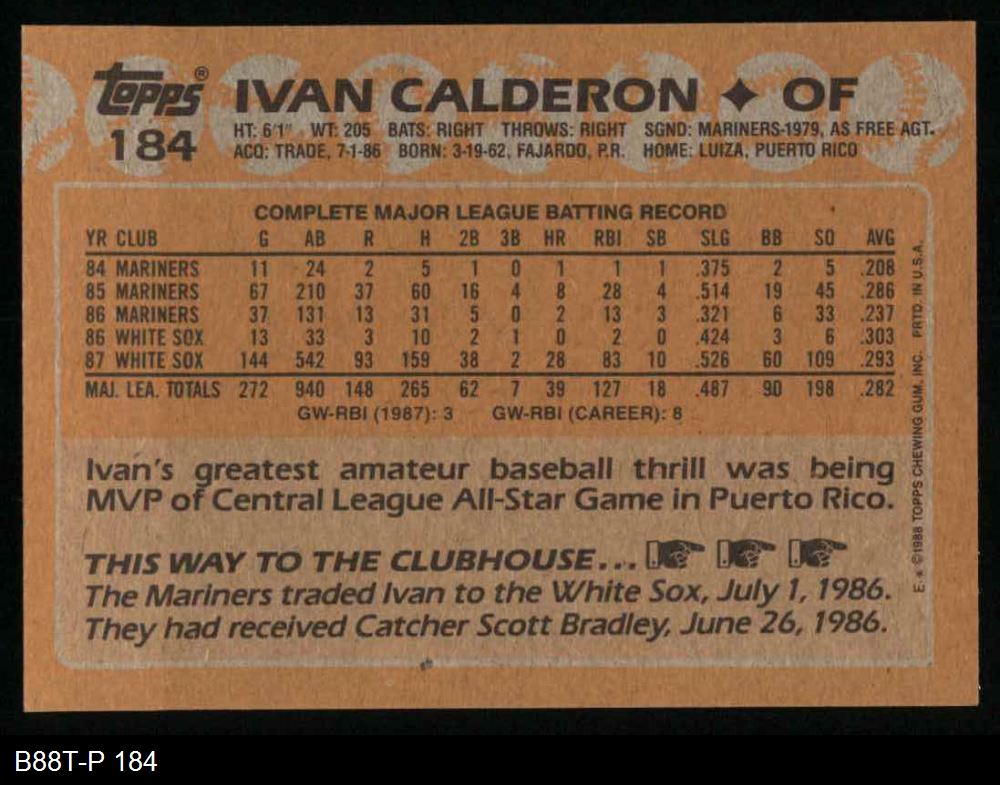 Topps® IVAN CALDERON ✦ OF
184 HT: 6'1" WT: 205 BATS: RIGHT THROWS: RIGHT SGND: MARINERS-1979, AS FREE AGT.
ACQ: TRADE, 7-1-86 BORN: 3-19-62, FAJARDO, P.R. HOME: LUIZA, PUERTO RICO
COMPLETE MAJOR LEAGUE BATTING RECORD
YR CLUB G AB R H 2B 3B HR RBI SB SLG BB SO AVG
84 MARINERS 11 24 2 5 1 0 1 1 1 .375 2 5 .208
85 MARINERS 67 210 37 60 16 4 8 28 4 .514 19 45 .286
86 MARINERS 37 131 13 31 5 0 2 13 3 .321 6 33 .237
86 WHITE SOX 13 33 3 10 2 1 0 2 0 .424 3 6 .303
87 WHITE SOX 144 542 93 159 38 2 28 83 10 .526 60 109 .293
MAJ. LEA. TOTALS 272 940 148 265 62 7 39 127 18 .487 90 198 .282
GW-RBI (1987): 3 GW-RBI (CAREER): 8
Ivan's greatest amateur baseball thrill was being
MVP of Central League All-Star Game in Puerto Rico.
THIS WAY TO THE CLUBHOUSE...
The Mariners traded Ivan to the White Sox, July 1, 1986.
They had received Catcher Scott Bradley, June 26, 1986.
E. * ©1988 TOPPS CHEWING GUM, INC. PRTD. IN U.S.A.
B88T-P 184